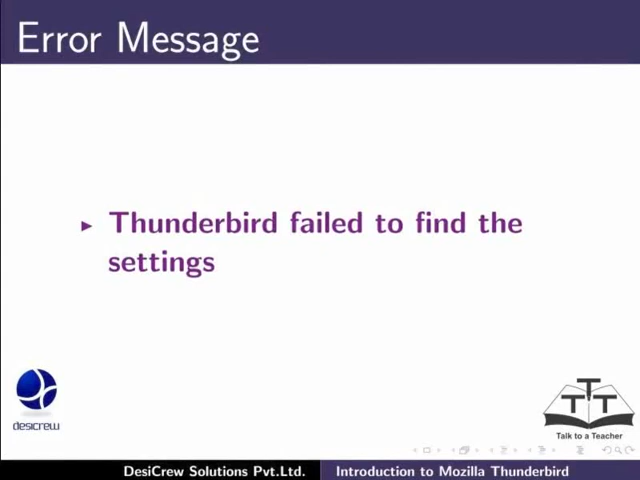 Error Message
Thunderbird failed to find the
settings
desicrew
T T T
Talk to a Teacher
DesiCrew Solutions Pvt.Ltd. Introduction to Mozilla Thunderbird